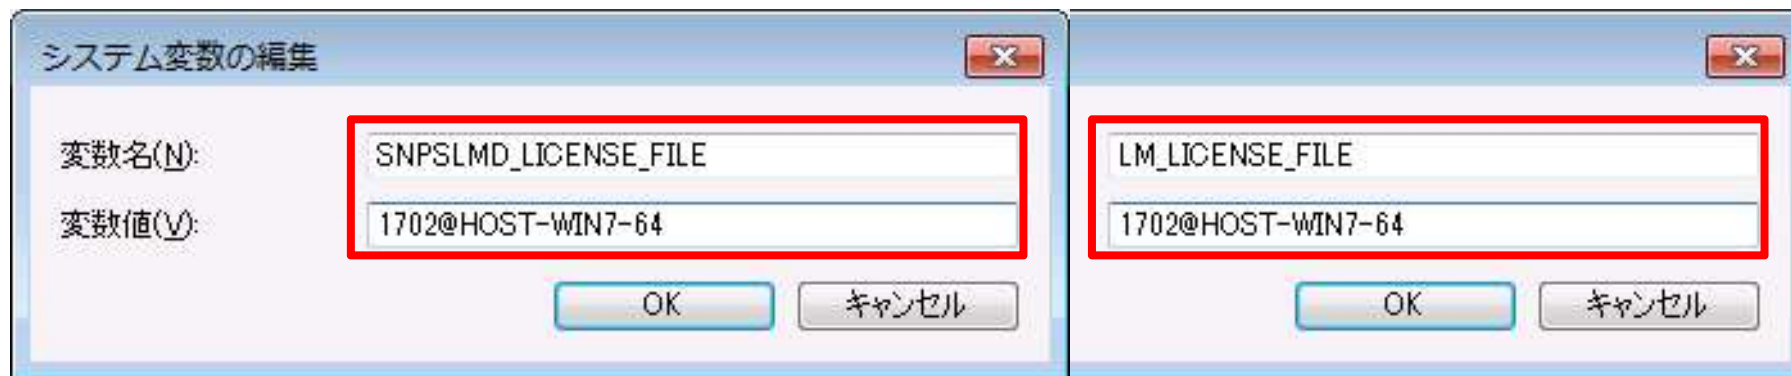 システム変数の編集
変数名(N):
SNPSLMD_LICENSE_FILE
変数値(V):
1702@HOST-WIN7-64
OK
キャンセル
LM_LICENSE_FILE
1702@HOST-WIN7-64
OK
キャンセル